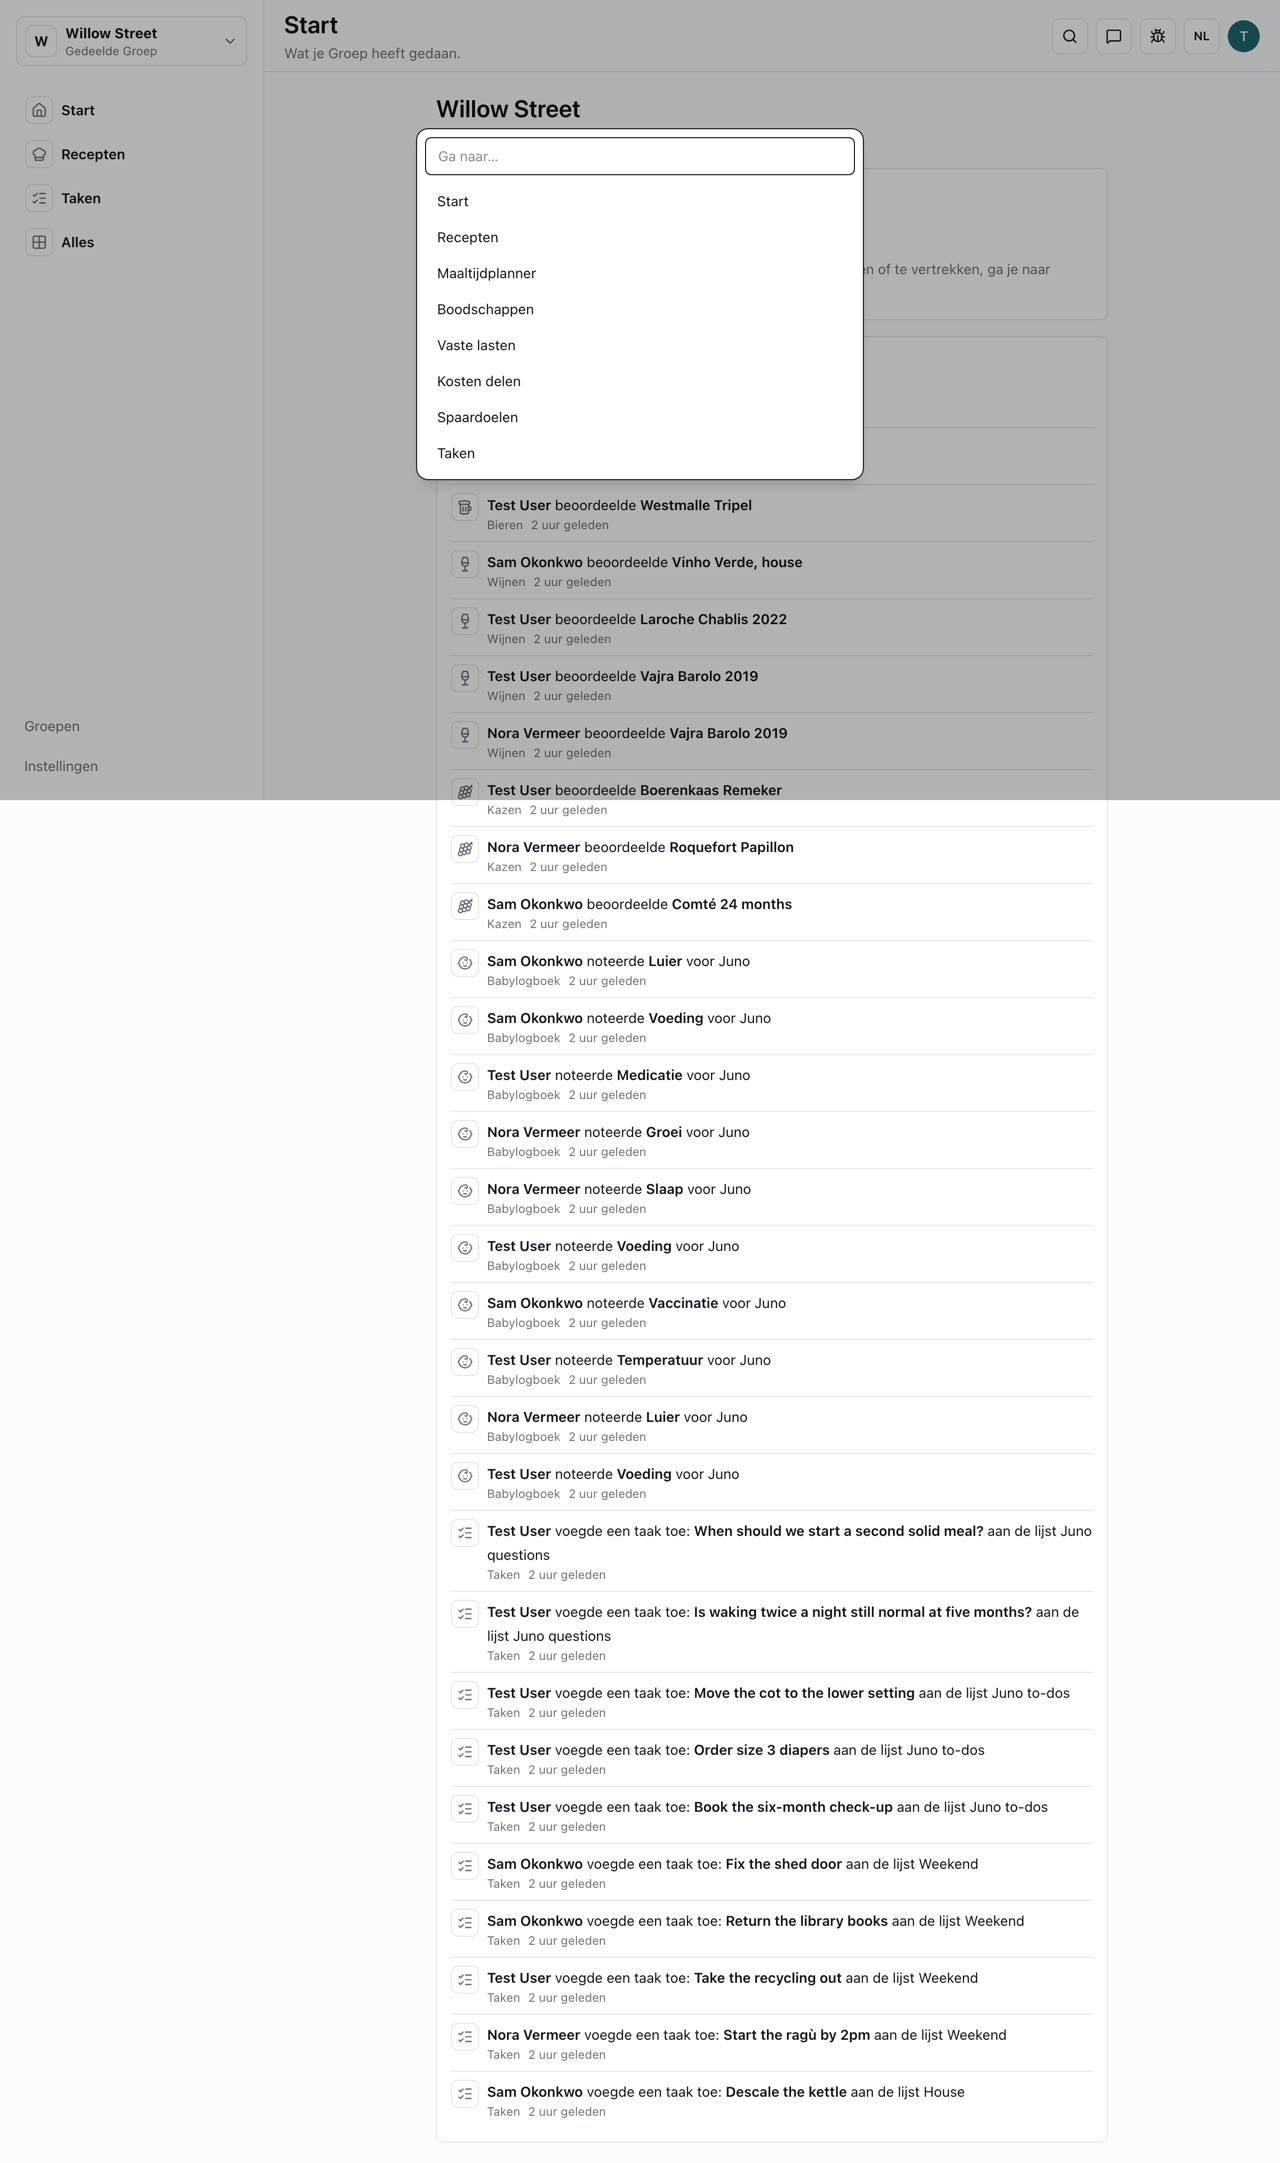 W
Willow Street
Gedeelde Groep
Start
Recepten
Taken
Alles
Groepen
Instellingen
Start
Wat je Groep heeft gedaan.
NL
T
Willow Street
Ga naar...
Start
Recepten
Maaltijdplanner
Boodschappen
Vaste lasten
Kosten delen
Spaardoelen
Taken
of te vertrekken, ga je naar
Test User beoordeelde Westmalle Tripel
Bieren 2 uur geleden
Sam Okonkwo beoordeelde Vinho Verde, house
Wijnen 2 uur geleden
Test User beoordeelde Laroche Chablis 2022
Wijnen 2 uur geleden
Test User beoordeelde Vajra Barolo 2019
Wijnen 2 uur geleden
Nora Vermeer beoordeelde Vajra Barolo 2019
Wijnen 2 uur geleden
Test User beoordeelde Boerenkaas Remeker
Kazen 2 uur geleden
Nora Vermeer beoordeelde Roquefort Papillon
Kazen 2 uur geleden
Sam Okonkwo beoordeelde Comté 24 months
Kazen 2 uur geleden
Sam Okonkwo noteerde Luier voor Juno
Babylogboek 2 uur geleden
Sam Okonkwo noteerde Voeding voor Juno
Babylogboek 2 uur geleden
Test User noteerde Medicatie voor Juno
Babylogboek 2 uur geleden
Nora Vermeer noteerde Groei voor Juno
Babylogboek 2 uur geleden
Nora Vermeer noteerde Slaap voor Juno
Babylogboek 2 uur geleden
Test User noteerde Voeding voor Juno
Babylogboek 2 uur geleden
Sam Okonkwo noteerde Vaccinatie voor Juno
Babylogboek 2 uur geleden
Test User noteerde Temperatuur voor Juno
Babylogboek 2 uur geleden
Nora Vermeer noteerde Luier voor Juno
Babylogboek 2 uur geleden
Test User noteerde Voeding voor Juno
Babylogboek 2 uur geleden
Test User voegde een taak toe: When should we start a second solid meal? aan de lijst Juno
questions
Taken 2 uur geleden
Test User voegde een taak toe: Is waking twice a night still normal at five months? aan de
lijst Juno questions
Taken 2 uur geleden
Test User voegde een taak toe: Move the cot to the lower setting aan de lijst Juno to-dos
Taken 2 uur geleden
Test User voegde een taak toe: Order size 3 diapers aan de lijst Juno to-dos
Taken 2 uur geleden
Test User voegde een taak toe: Book the six-month check-up aan de lijst Juno to-dos
Taken 2 uur geleden
Sam Okonkwo voegde een taak toe: Fix the shed door aan de lijst Weekend
Taken 2 uur geleden
Sam Okonkwo voegde een taak toe: Return the library books aan de lijst Weekend
Taken 2 uur geleden
Test User voegde een taak toe: Take the recycling out aan de lijst Weekend
Taken 2 uur geleden
Nora Vermeer voegde een taak toe: Start the ragù by 2pm aan de lijst Weekend
Taken 2 uur geleden
Sam Okonkwo voegde een taak toe: Descale the kettle aan de lijst House
Taken 2 uur geleden